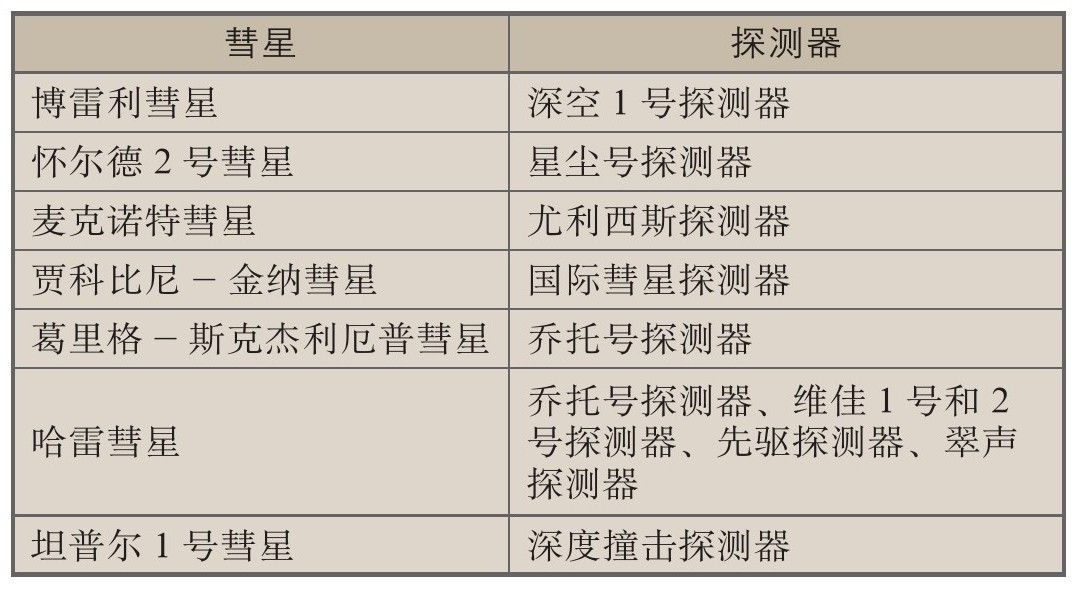 彗星 探测器
博雷利彗星 深空 1 号探测器
怀尔德 2 号彗星 星尘号探测器
麦克诺特彗星 尤利西斯探测器
贾科比尼 – 金纳彗星 国际彗星探测器
葛里格 – 斯克杰利厄普彗星 乔托号探测器
哈雷彗星 乔托号探测器、维佳 1 号和 2
号探测器、先驱探测器、翠声
探测器
坦普尔 1 号彗星 深度撞击探测器